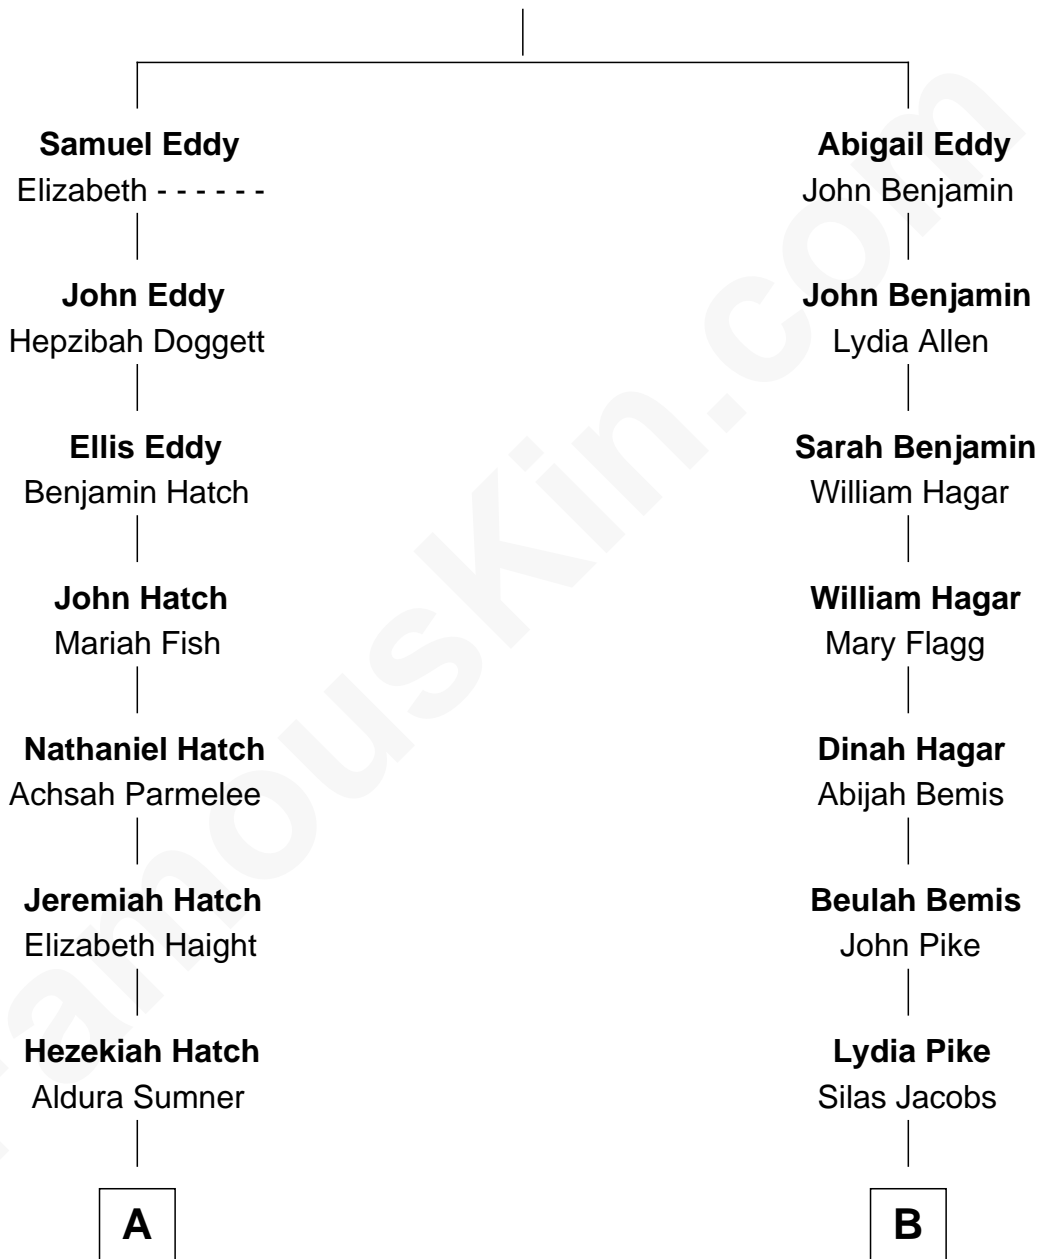 Samuel Eddy
Elizabeth - - - - - -
John Eddy
Hepzibah Doggett
Ellis Eddy
Benjamin Hatch
John Hatch
Mariah Fish
Nathaniel Hatch
Achsah Parmelee
Jeremiah Hatch
Elizabeth Haight
Hezekiah Hatch
Aldura Sumner
A
Abigail Eddy
John Benjamin
John Benjamin
Lydia Allen
Sarah Benjamin
William Hagar
William Hagar
Mary Flagg
Dinah Hagar
Abijah Bemis
Beulah Bemis
John Pike
Lydia Pike
Silas Jacobs
B
FamousKin.com